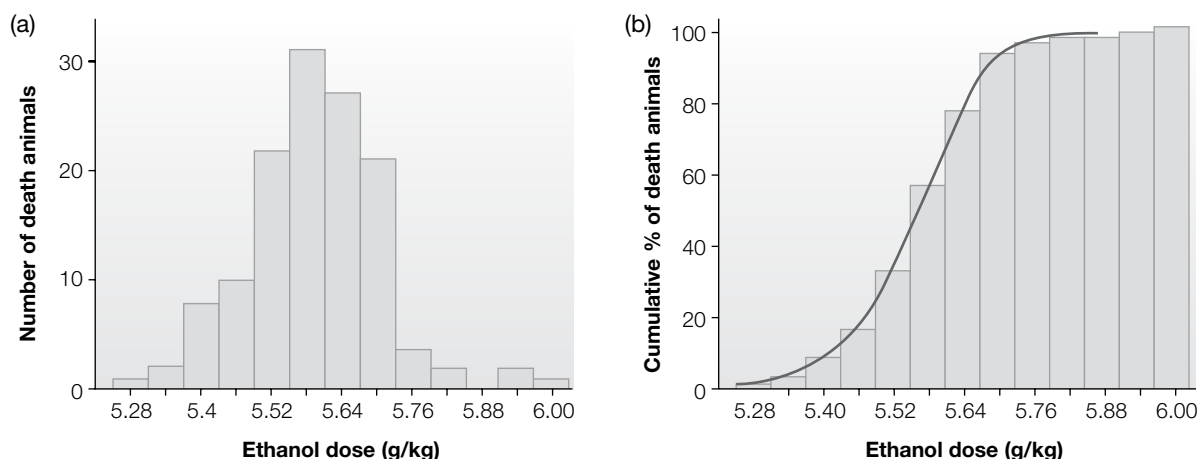 (a)
Number of death animals
30
20
10
0
5.28 5.4 5.52 5.64 5.76 5.88 6.00
Ethanol dose (g/kg)
(b)
Cumulative % of death animals
100
80
60
40
20
0
5.28 5.40 5.52 5.64 5.76 5.88 6.00
Ethanol dose (g/kg)